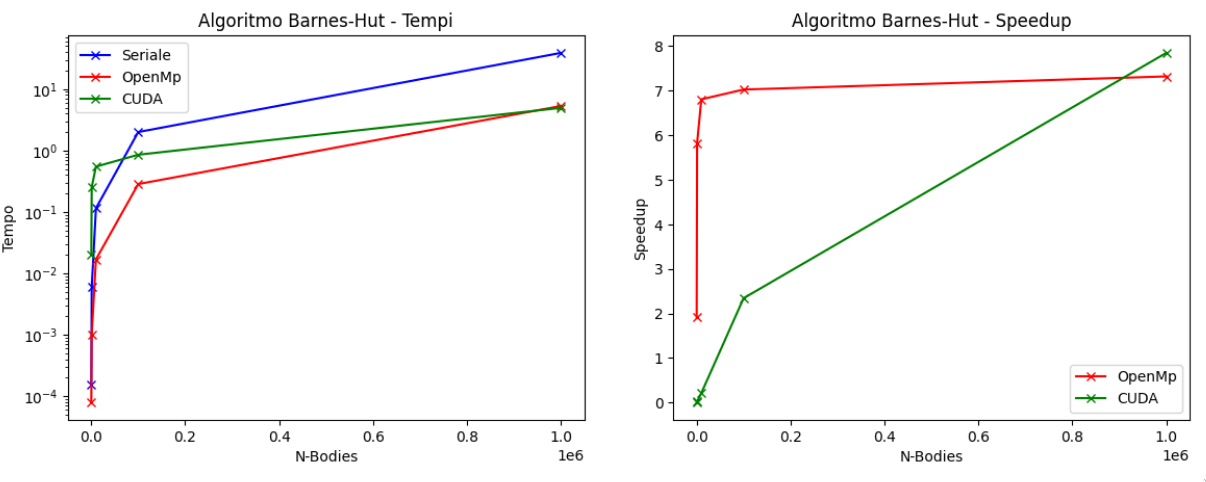 Algoritmo Barnes-Hut - Tempi
Seriale
OpenMp
CUDA
10¹
10⁰
10⁻¹
10⁻²
10⁻³
10⁻⁴
Tempo
0.0 0.2 0.4 0.6 0.8 1.0
1e6
N-Bodies
Algoritmo Barnes-Hut - Speedup
8
7
6
5
4
3
2
1
0
Speedup
OpenMp
CUDA
0.0 0.2 0.4 0.6 0.8 1.0
1e6
N-Bodies